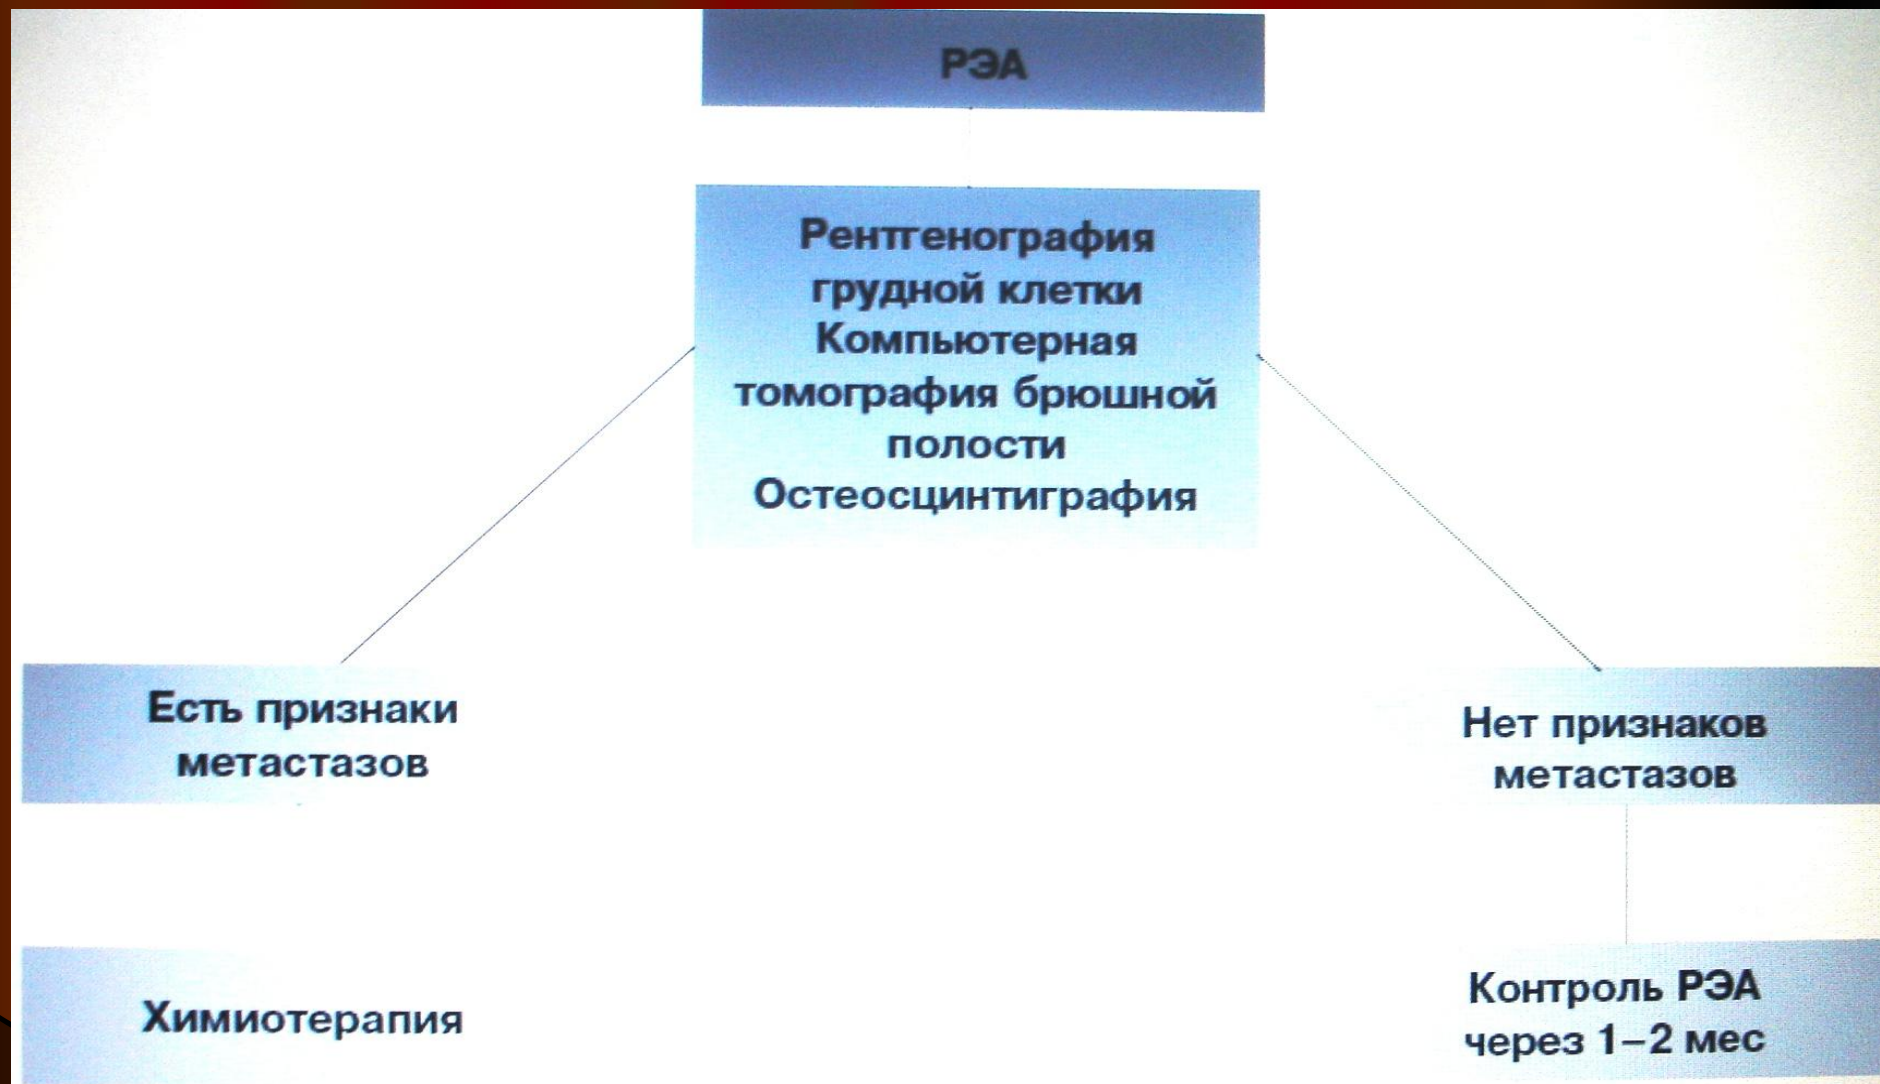 РЭА
Рентгенография
грудной клетки
Компьютерная
томография брюшной
полости
Остеосцинтиграфия
Есть признаки
метастазов
Нет признаков
метастазов
Химиотерапия
Контроль РЭА
через 1–2 мес